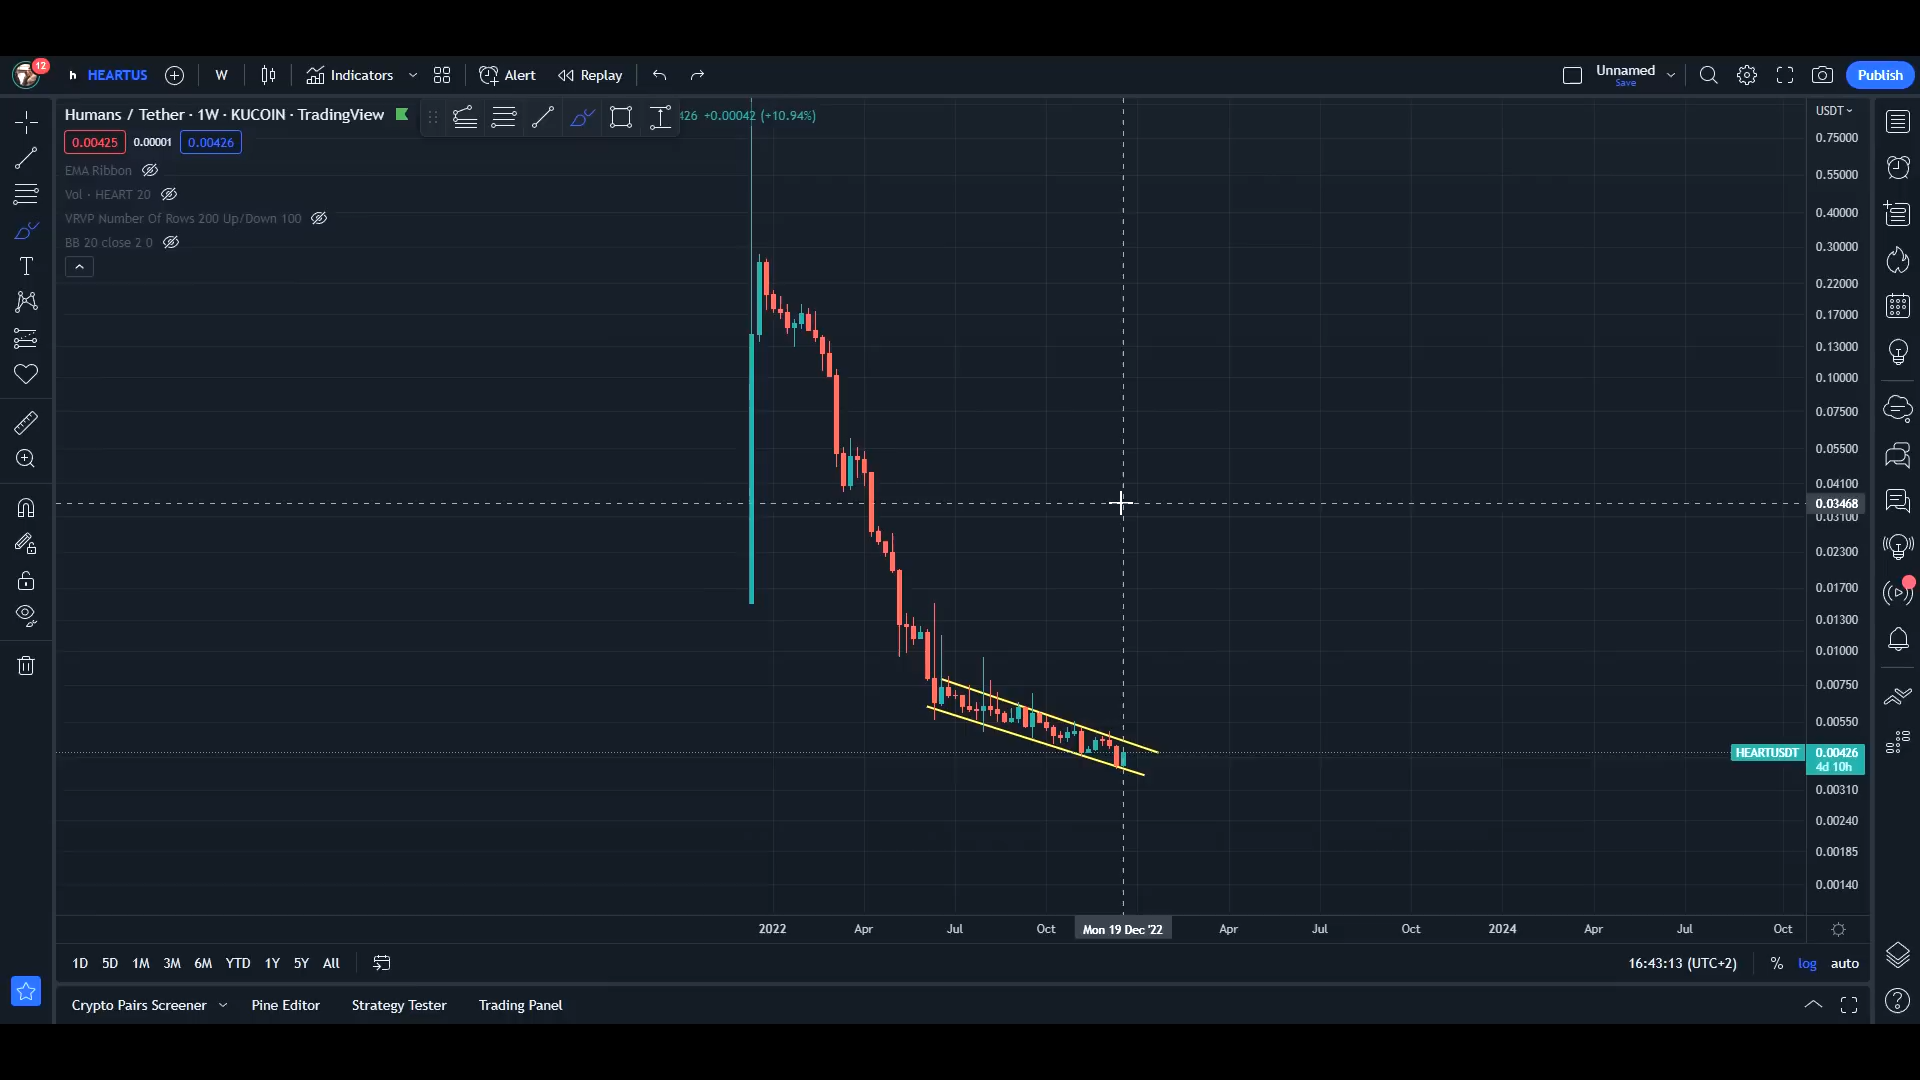 12
h HEARTUS W Indicators Alert Replay Unnamed Save Publish
Humans / Tether · 1W · KUCOIN · TradingView 426 +0.00042 (+10.94%)
0.00425 0.00001 0.00426
EMA Ribbon
Vol · HEART 20
VRVP Number Of Rows 200 Up/Down 100
BB 20 close 2 0
USDT
0.75000
0.55000
0.40000
0.30000
0.22000
0.17000
0.13000
0.10000
0.07500
0.05500
0.04100
0.03468
0.03100
0.02300
0.01700
0.01300
0.01000
0.00750
0.00550
HEARTUSDT 0.00426
4d 10h
0.00310
0.00240
0.00185
0.00140
2022 Apr Jul Oct Mon 19 Dec '22 Apr Jul Oct 2024 Apr Jul Oct
1D 5D 1M 3M 6M YTD 1Y 5Y All 16:43:13 (UTC+2) % log auto
Crypto Pairs Screener Pine Editor Strategy Tester Trading Panel